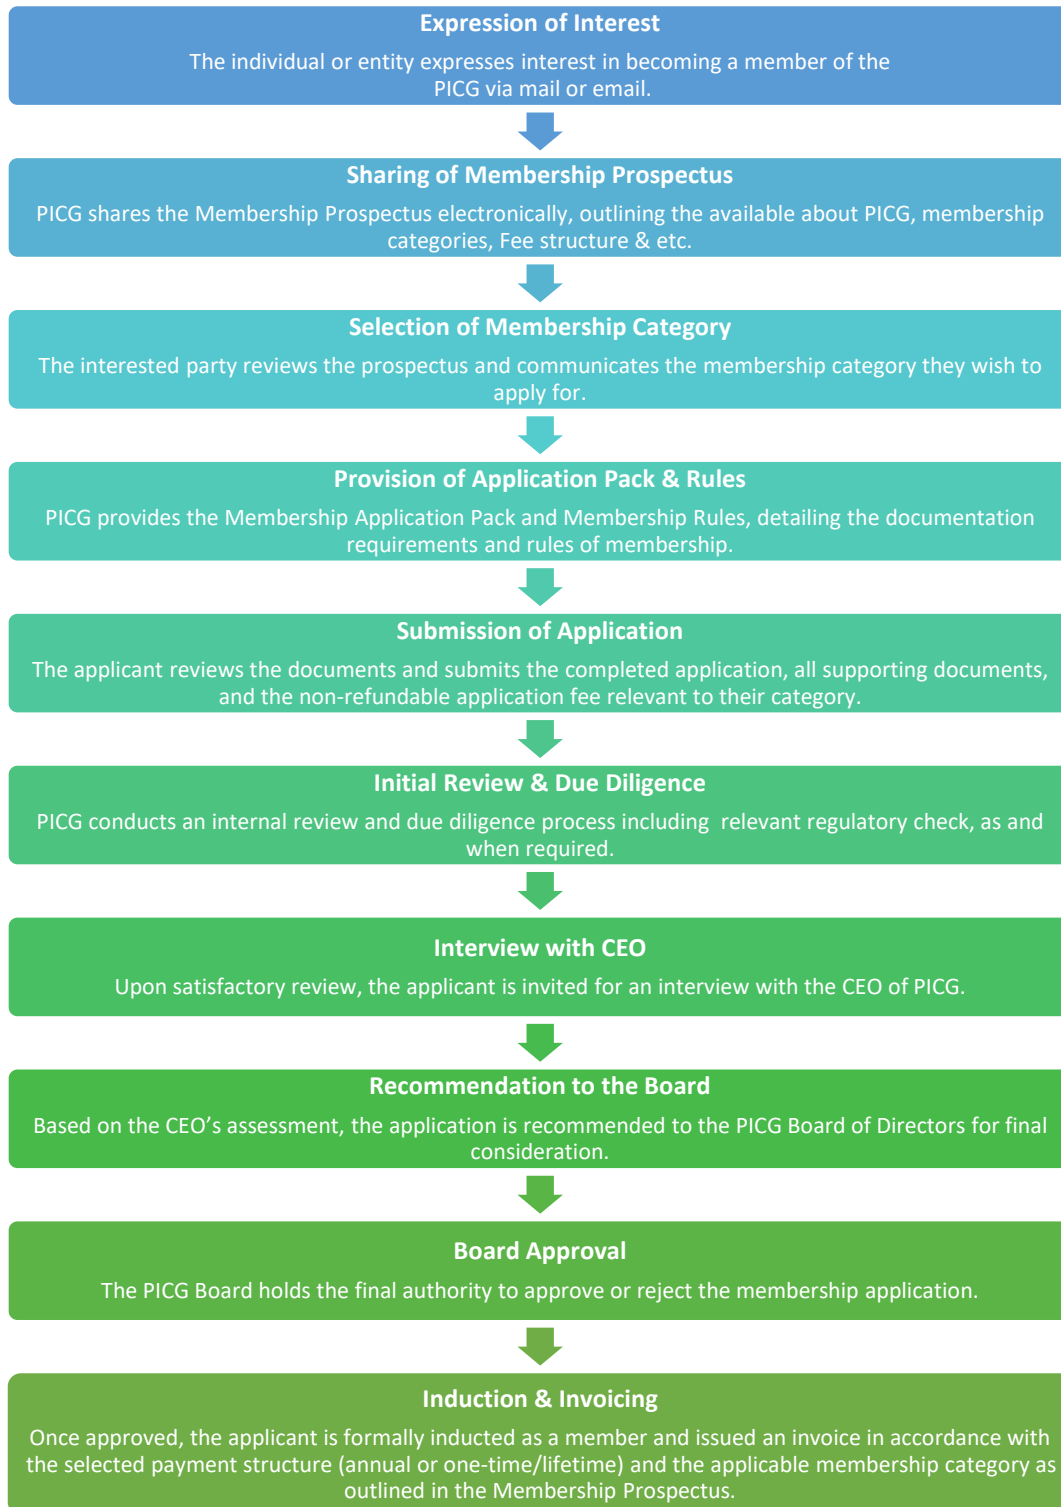 Expression of Interest
The individual or entity expresses interest in becoming a member of the
PICG via mail or email.
Sharing of Membership Prospectus
PICG shares the Membership Prospectus electronically, outlining the available about PICG, membership
categories, Fee structure & etc.
Selection of Membership Category
The interested party reviews the prospectus and communicates the membership category they wish to
apply for.
Provision of Application Pack & Rules
PICG provides the Membership Application Pack and Membership Rules, detailing the documentation
requirements and rules of membership.
Submission of Application
The applicant reviews the documents and submits the completed application, all supporting documents,
and the non-refundable application fee relevant to their category.
Initial Review & Due Diligence
PICG conducts an internal review and due diligence process including  relevant regulatory check, as and
when required.
Interview with CEO
Upon satisfactory review, the applicant is invited for an interview with the CEO of PICG.
Recommendation to the Board
Based on the CEO’s assessment, the application is recommended to the PICG Board of Directors for final
consideration.
Board Approval
The PICG Board holds the final authority to approve or reject the membership application.
Induction & Invoicing
Once approved, the applicant is formally inducted as a member and issued an invoice in accordance with
the selected payment structure (annual or one-time/lifetime) and the applicable membership category as
outlined in the Membership Prospectus.